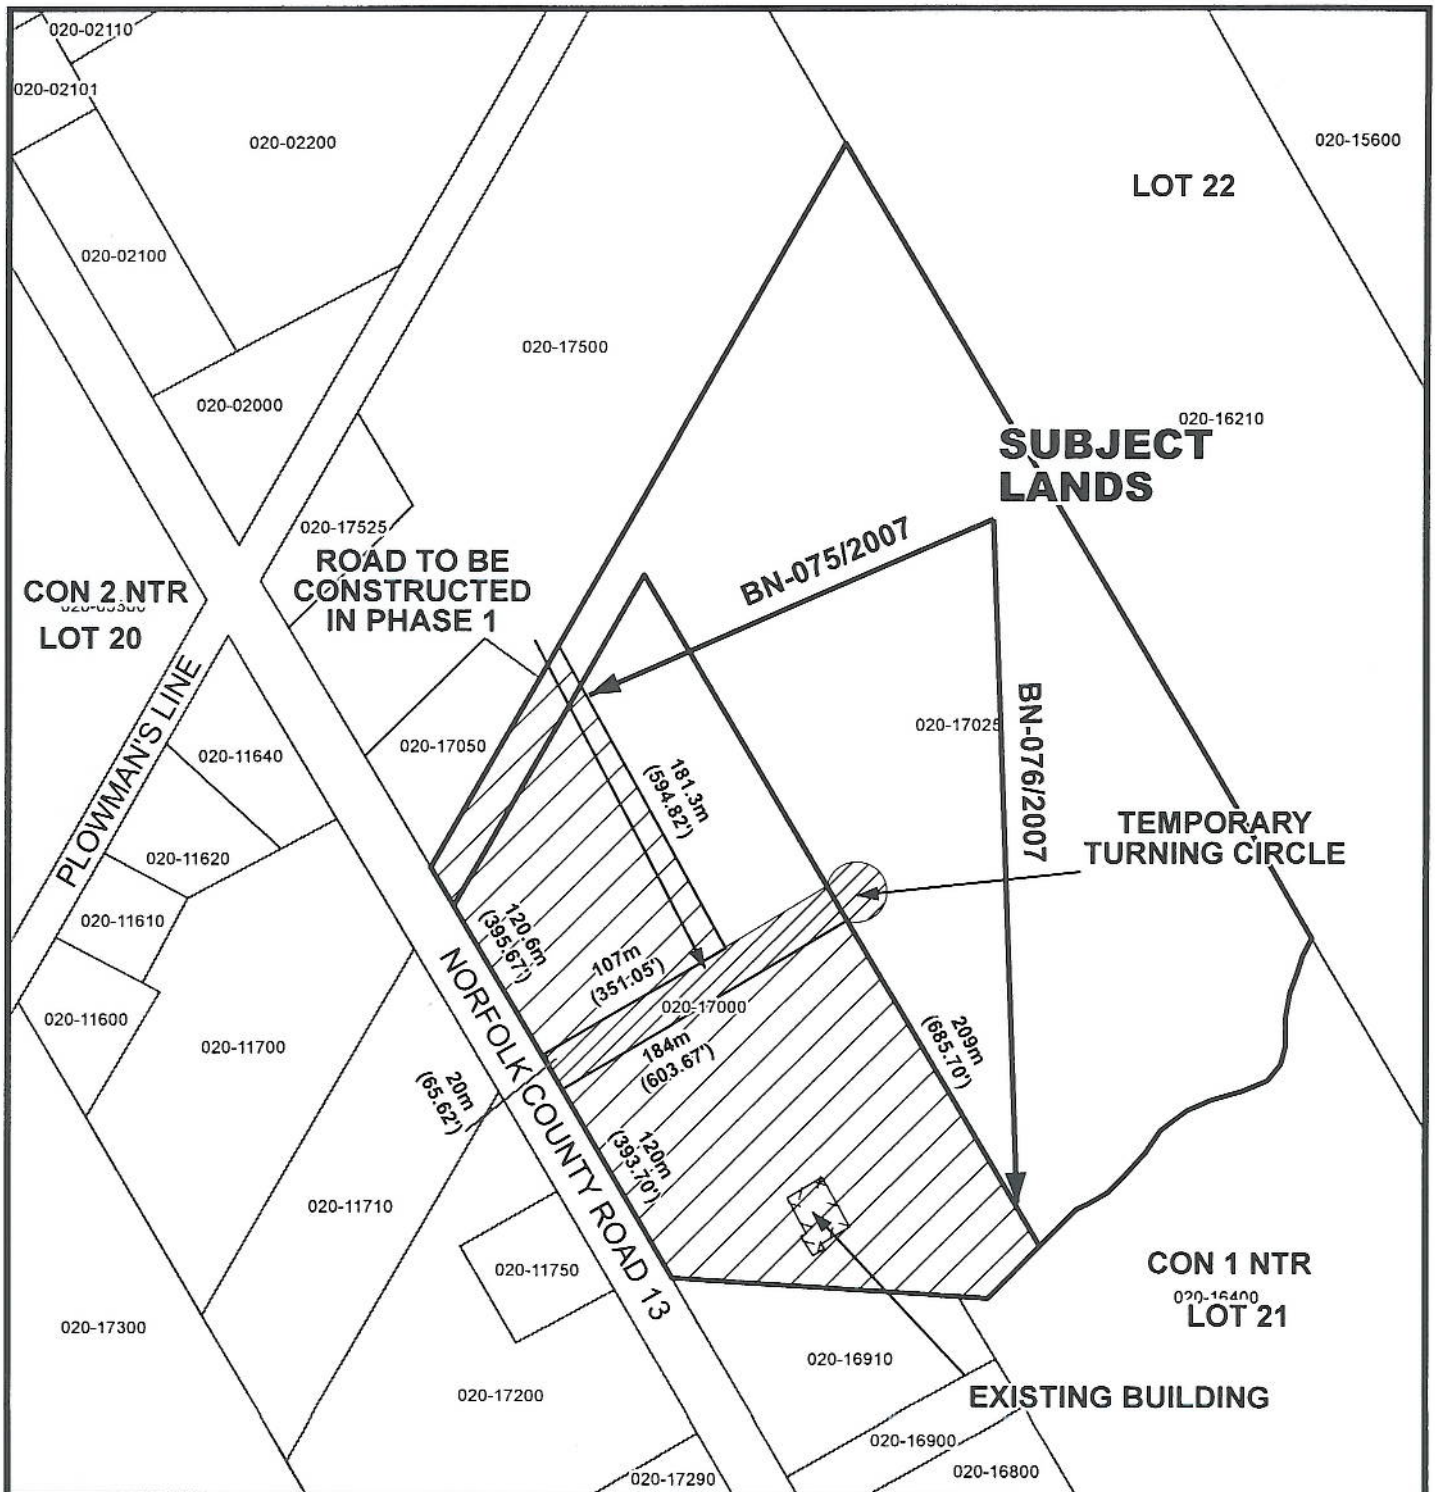 020-02110
020-02101
020-02200
020-15600
LOT 22
020-02100
020-17500
020-02000
020-16210
SUBJECT
LANDS
020-17525
BN-075/2007
ROAD TO BE
CONSTRUCTED
IN PHASE 1
CON 2 NTR
LOT 20
PLOWMAN'S LINE
020-11640
020-17050
020-17025
BN-076/2007
181.3m
(594.82')
TEMPORARY
TURNING CIRCLE
020-11620
020-11610
120.6m
(395.67')
107m
(351.05')
020-17000
020-11600
020-11700
NORFOLK COUNTY ROAD 13
184m
(603.67')
209m
(685.70')
20m
(65.62')
120m
(393.70')
020-11710
020-11750
CON 1 NTR
020-16400
LOT 21
020-17300
020-16910
020-17200
EXISTING BUILDING
020-16900
020-16800
020-17290